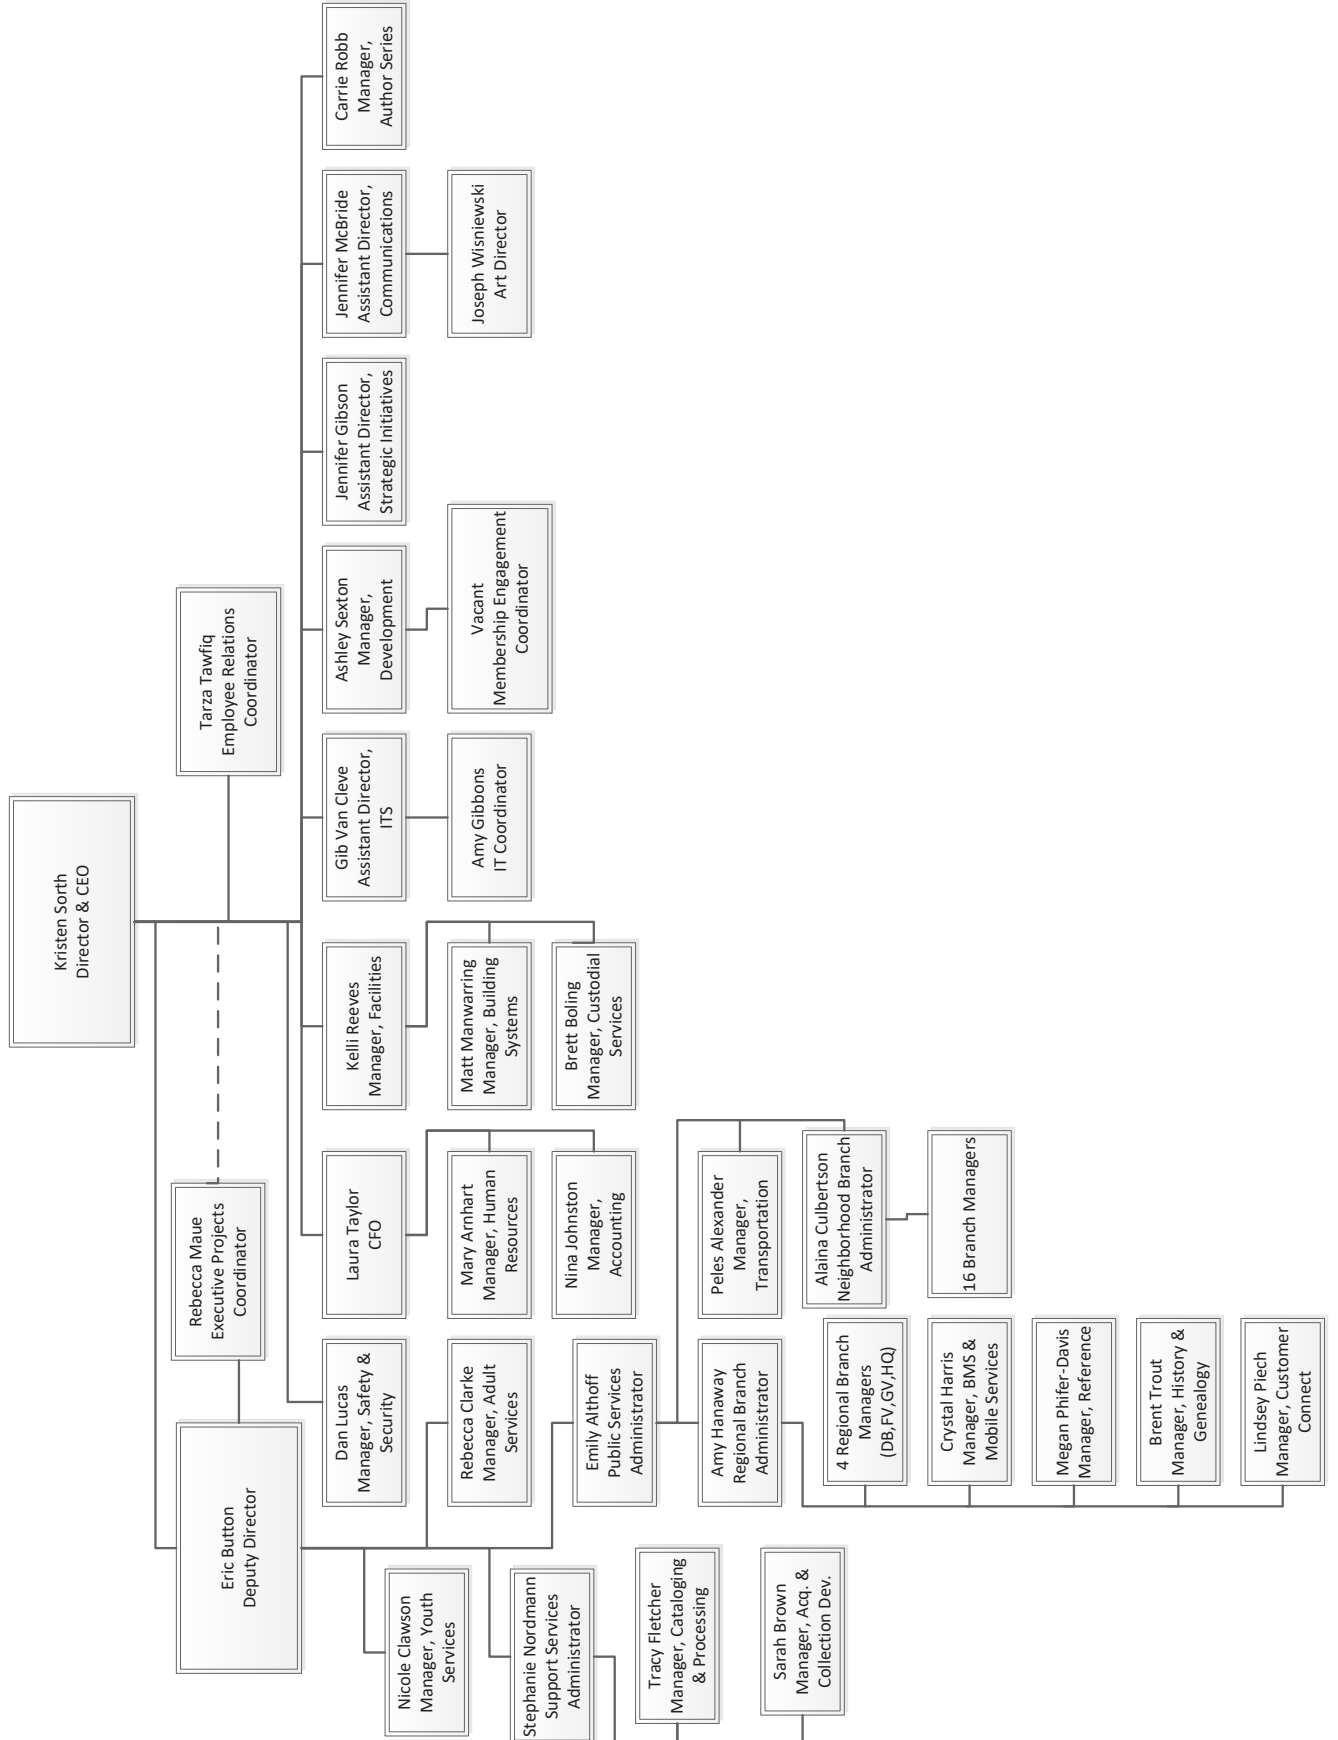 Kristen Sorth
Director & CEO
Eric Button
Deputy Director
Rebecca Maue
Executive Projects
Coordinator
Tarza Tawfiq
Employee Relations
Coordinator
Dan Lucas
Manager, Safety &
Security
Laura Taylor
CFO
Kelli Reeves
Manager, Facilities
Gib Van Cleve
Assistant Director,
ITS
Ashley Sexton
Manager,
Development
Jennifer Gibson
Assistant Director,
Strategic Initiatives
Jennifer McBride
Assistant Director,
Communications
Carrie Robb
Manager,
Author Series
Nicole Clawson
Manager, Youth
Services
Rebecca Clarke
Manager, Adult
Services
Mary Arnhart
Manager, Human
Resources
Matt Manwarring
Manager, Building
Systems
Amy Gibbons
IT Coordinator
Vacant
Membership Engagement
Coordinator
Joseph Wisniewski
Art Director
Stephanie Nordmann
Support Services
Administrator
Emily Althoff
Public Services
Administrator
Nina Johnston
Manager,
Accounting
Brett Boling
Manager, Custodial
Services
Tracy Fletcher
Manager, Cataloging
& Processing
Amy Hanaway
Regional Branch
Administrator
Peles Alexander
Manager,
Transportation
Sarah Brown
Manager, Acq. &
Collection Dev.
4 Regional Branch
Managers
(DB,FV,GV,HQ)
Alaina Culbertson
Neighborhood Branch
Administrator
Crystal Harris
Manager, BMS &
Mobile Services
16 Branch Managers
Megan Phifer-Davis
Manager, Reference
Brent Trout
Manager, History &
Genealogy
Lindsey Piech
Manager, Customer
Connect